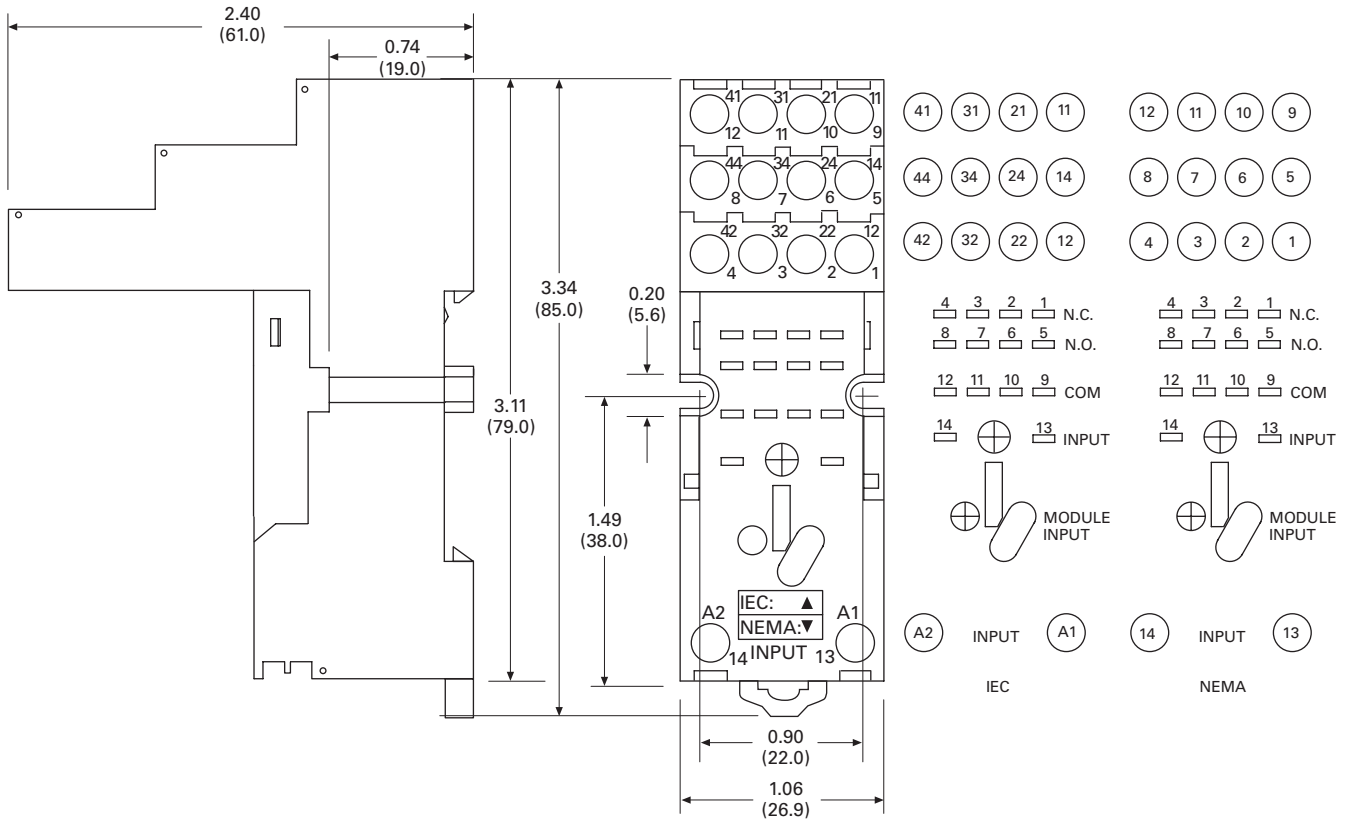 2.40
(61.0)
0.74
(19.0)
3.34
(85.0)
3.11
(79.0)
0.20
(5.6)
1.49
(38.0)
0.90
(22.0)
1.06
(26.9)
41 31 21 11
12 11 10 9
44 34 24 14
8 7 6 5
42 32 22 12
4 3 2 1
IEC: ▲
NEMA: ▼
A2 A1
14 INPUT 13
41 31 21 11
44 34 24 14
42 32 22 12
4 3 2 1 N.C.
8 7 6 5 N.O.
12 11 10 9 COM
14 13 INPUT
MODULE
INPUT
A2 INPUT A1
IEC
12 11 10 9
8 7 6 5
4 3 2 1
4 3 2 1 N.C.
8 7 6 5 N.O.
12 11 10 9 COM
14 13 INPUT
MODULE
INPUT
14 INPUT 13
NEMA